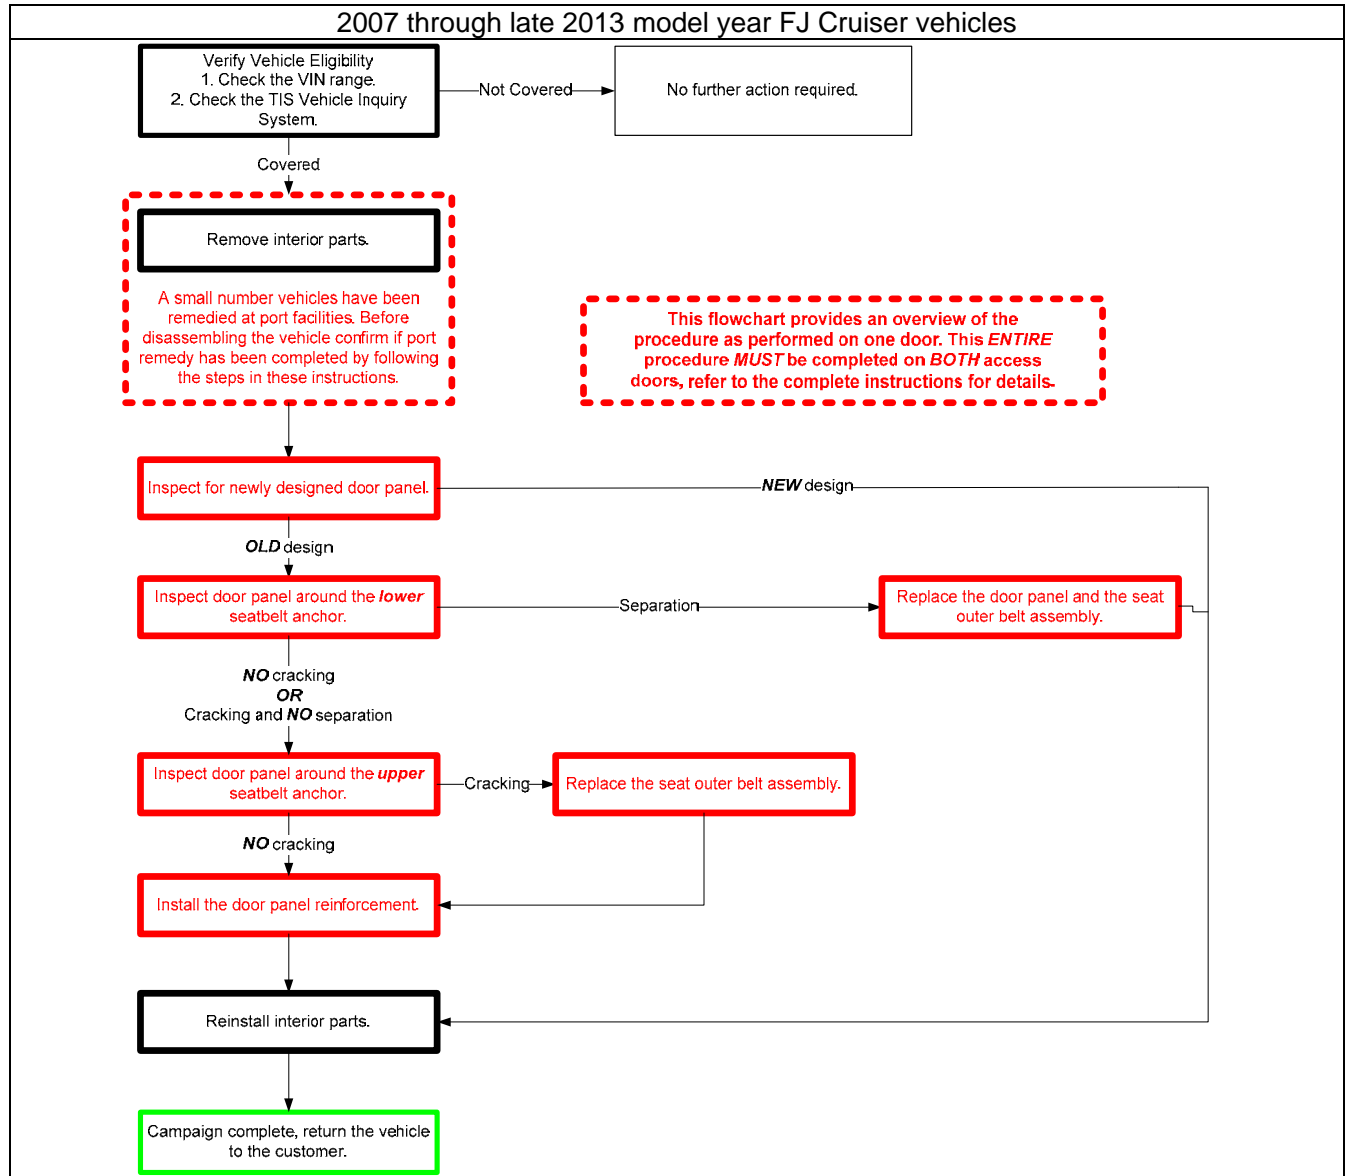 2007 through late 2013 model year FJ Cruiser vehicles
Verify Vehicle Eligibility
1. Check the VIN range.
2. Check the TIS Vehicle Inquiry
System.
Not Covered
No further action required.
Covered
Remove interior parts.
A small number vehicles have been
remedied at port facilities. Before
disassembling the vehicle confirm if port
remedy has been completed by following
the steps in these instructions.
This flowchart provides an overview of the
procedure as performed on one door. This ENTIRE
procedure MUST be completed on BOTH access
doors, refer to the complete instructions for details.
Inspect for newly designed door panel.
NEW design
OLD design
Inspect door panel around the lower
seatbelt anchor.
Separation
Replace the door panel and the seat
outer belt assembly.
NO cracking
OR
Cracking and NO separation
Inspect door panel around the upper
seatbelt anchor.
Cracking
Replace the seat outer belt assembly.
NO cracking
Install the door panel reinforcement.
Reinstall interior parts.
Campaign complete, return the vehicle
to the customer.